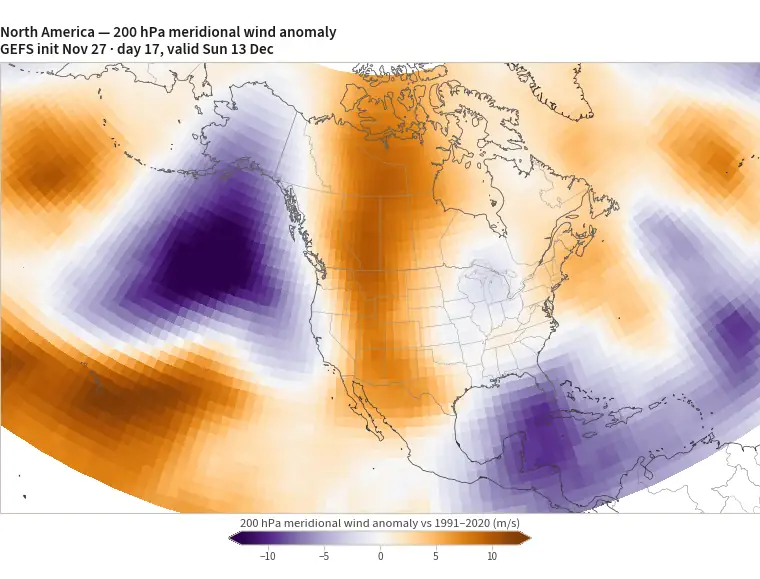 North America — 200 hPa meridional wind anomaly
GEFS init Nov 27 · day 17, valid Sun 13 Dec
200 hPa meridional wind anomaly vs 1991–2020 (m/s)
−10 −5 0 5 10